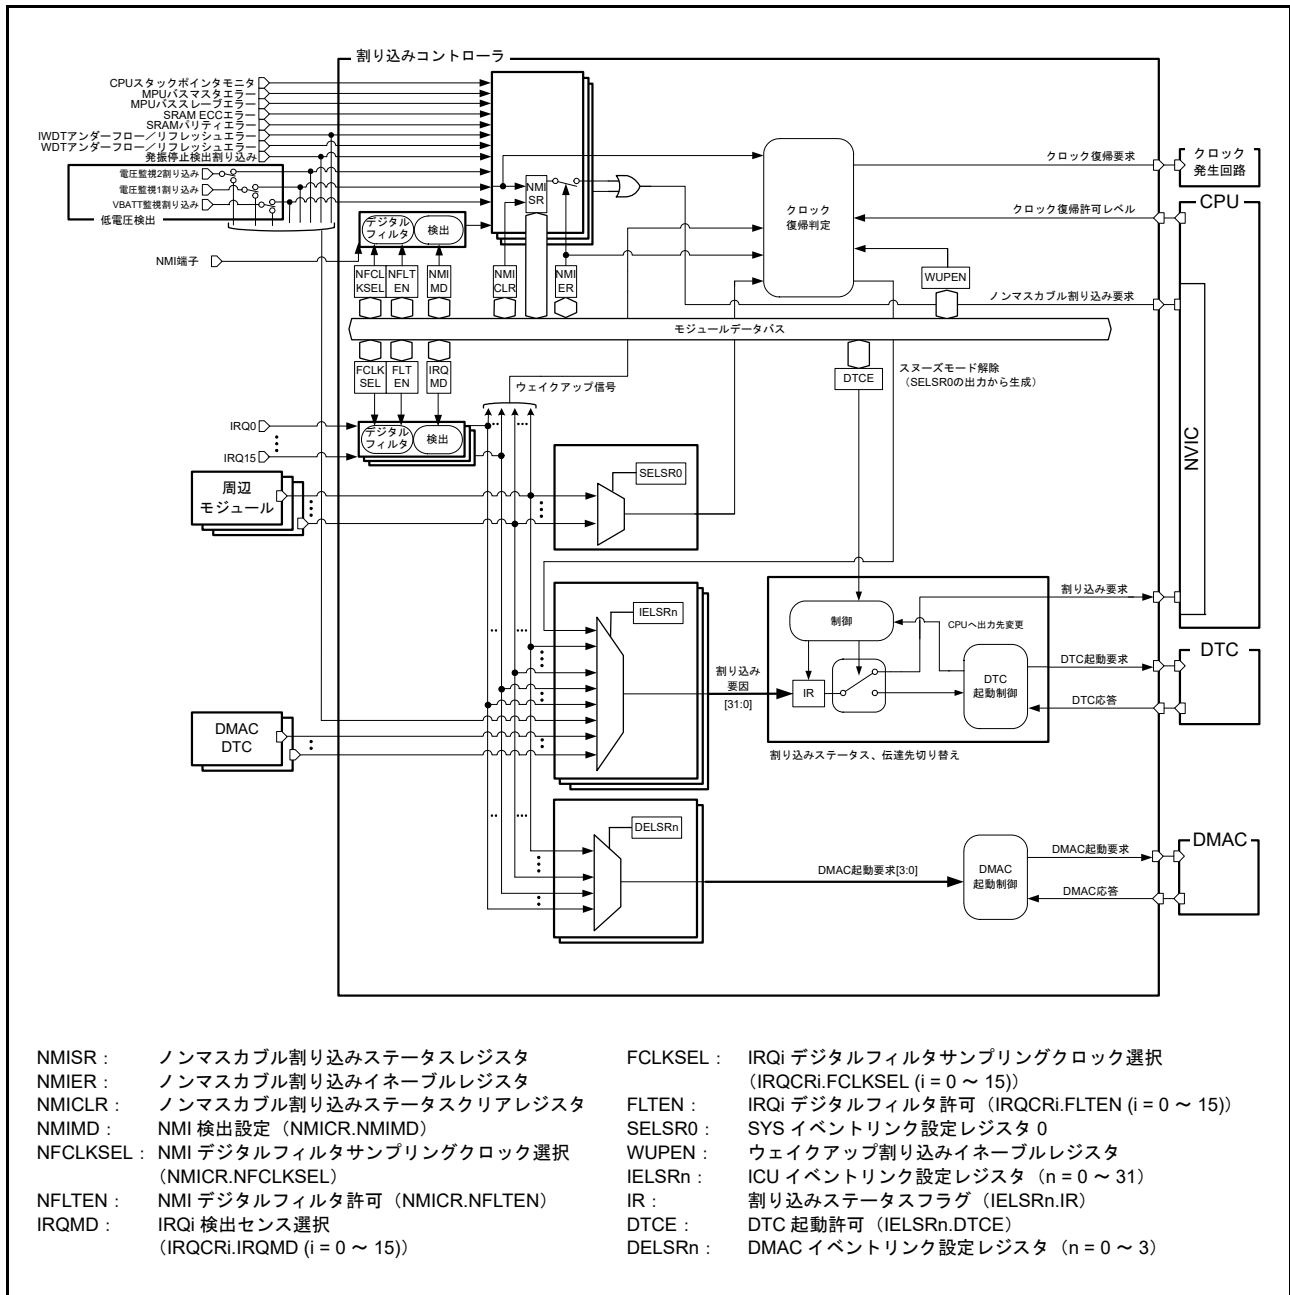 割り込みコントローラ
CPUスタックポインタモニタ
MPUバスマスタエラー
MPUバススレーブエラー
SRAM ECCエラー
SRAMパリティエラー
IWDTアンダーフロー／リフレッシュエラー
WDTアンダーフロー／リフレッシュエラー
発振停止検出割り込み
電圧監視2割り込み
電圧監視1割り込み
VBATT監視割り込み
低電圧検出
NMI端子
デジタル
フィルタ
検出
NMI
SR
NFCL
KSEL
NFLT
EN
NMI
MD
NMI
CLR
NMI
ER
クロック
復帰判定
クロック復帰要求
クロック
発生回路
クロック復帰許可レベル
CPU
WUPEN
ノンマスカブル割り込み要求
モジュールデータバス
FCLK
SEL
FLT
EN
IRQ
MD
ウェイクアップ信号
DTCE
スヌーズモード解除
（SELSR0の出力から生成）
IRQ0
IRQ15
デジタル
フィルタ
検出
NVIC
周辺
モジュール
SELSR0
IELSRn
制御
CPUへ出力先変更
割り込み要求
割り込み
要因
[31:0]
IR
DTC
起動制御
DTC起動要求
DTC応答
DTC
DMAC
DTC
割り込みステータス、伝達先切り替え
DELSRn
DMAC起動要求[3:0]
DMAC
起動制御
DMAC起動要求
DMAC応答
DMAC
NMISR： ノンマスカブル割り込みステータスレジスタ
NMIER： ノンマスカブル割り込みイネーブルレジスタ
NMICLR： ノンマスカブル割り込みステータスクリアレジスタ
NMIMD： NMI 検出設定（NMICR.NMIMD）
NFCLKSEL： NMI デジタルフィルタサンプリングクロック選択
（NMICR.NFCLKSEL）
NFLTEN： NMI デジタルフィルタ許可（NMICR.NFLTEN）
IRQMD： IRQi 検出センス選択
（IRQCRi.IRQMD (i = 0 ～ 15)）
FCLKSEL： IRQi デジタルフィルタサンプリングクロック選択
（IRQCRi.FCLKSEL (i = 0 ～ 15)）
FLTEN： IRQi デジタルフィルタ許可（IRQCRi.FLTEN (i = 0 ～ 15)）
SELSR0： SYS イベントリンク設定レジスタ 0
WUPEN： ウェイクアップ割り込みイネーブルレジスタ
IELSRn： ICU イベントリンク設定レジスタ（n = 0 ～ 31）
IR： 割り込みステータスフラグ（IELSRn.IR）
DTCE： DTC 起動許可（IELSRn.DTCE）
DELSRn： DMAC イベントリンク設定レジスタ（n = 0 ～ 3）